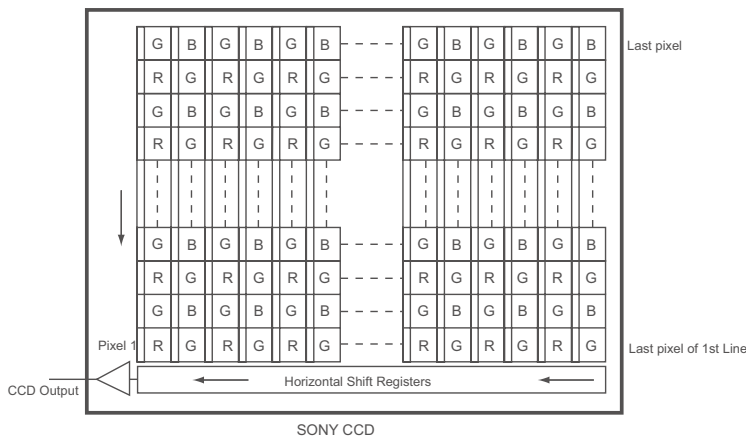 G B G B G B G B G B G B Last pixel
R G R G R G R G R G R G
G B G B G B G B G B G B
R G R G R G R G R G R G
G B G B G B G B G B G B
R G R G R G R G R G R G
G B G B G B G B G B G B
Pixel 1 R G R G R G R G R G R G Last pixel of 1st Line
CCD Output Horizontal Shift Registers
SONY CCD